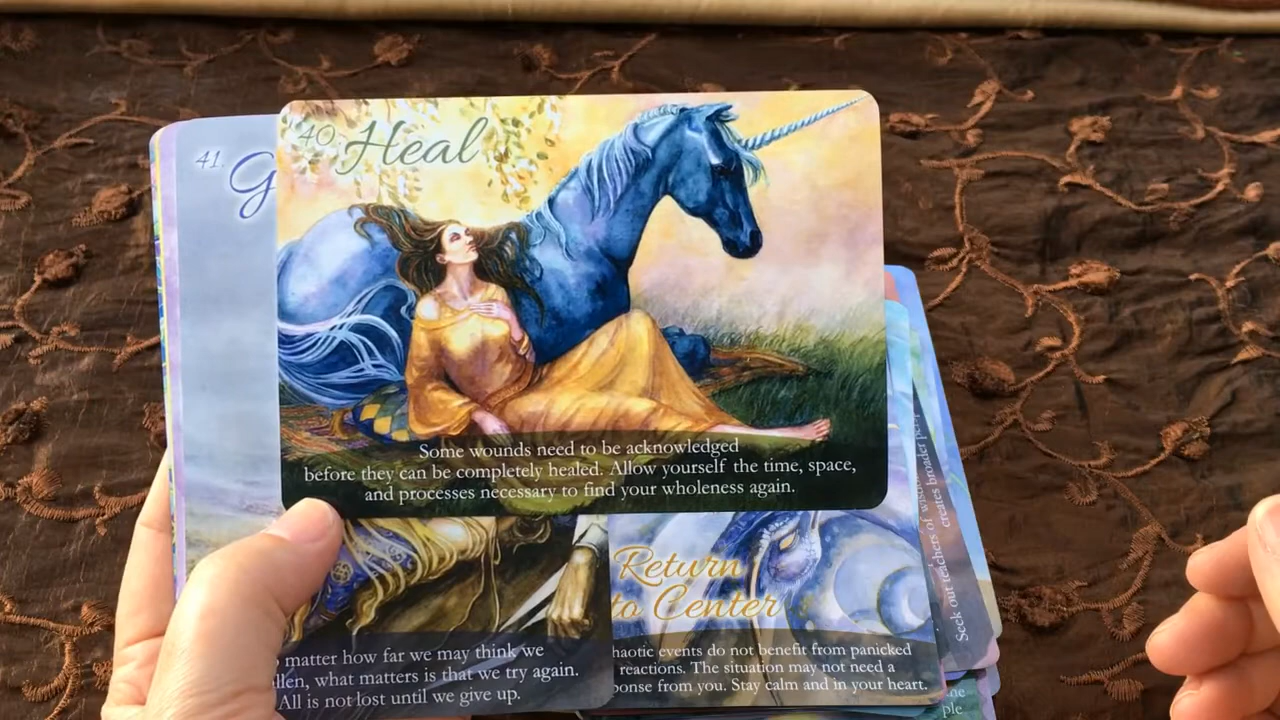 40 Heal
Some wounds need to be acknowledged
before they can be completely healed. Allow yourself the time, space,
and processes necessary to find your wholeness again.
41. G
matter how far we may think we
what matters is that we try again.
All is not lost until we give up.
Return
to Center
haotic events do not benefit from panicked
reactions. The situation may not need a
from you. Stay calm and in your heart.
Seek out teachers of wisdom
creates broader